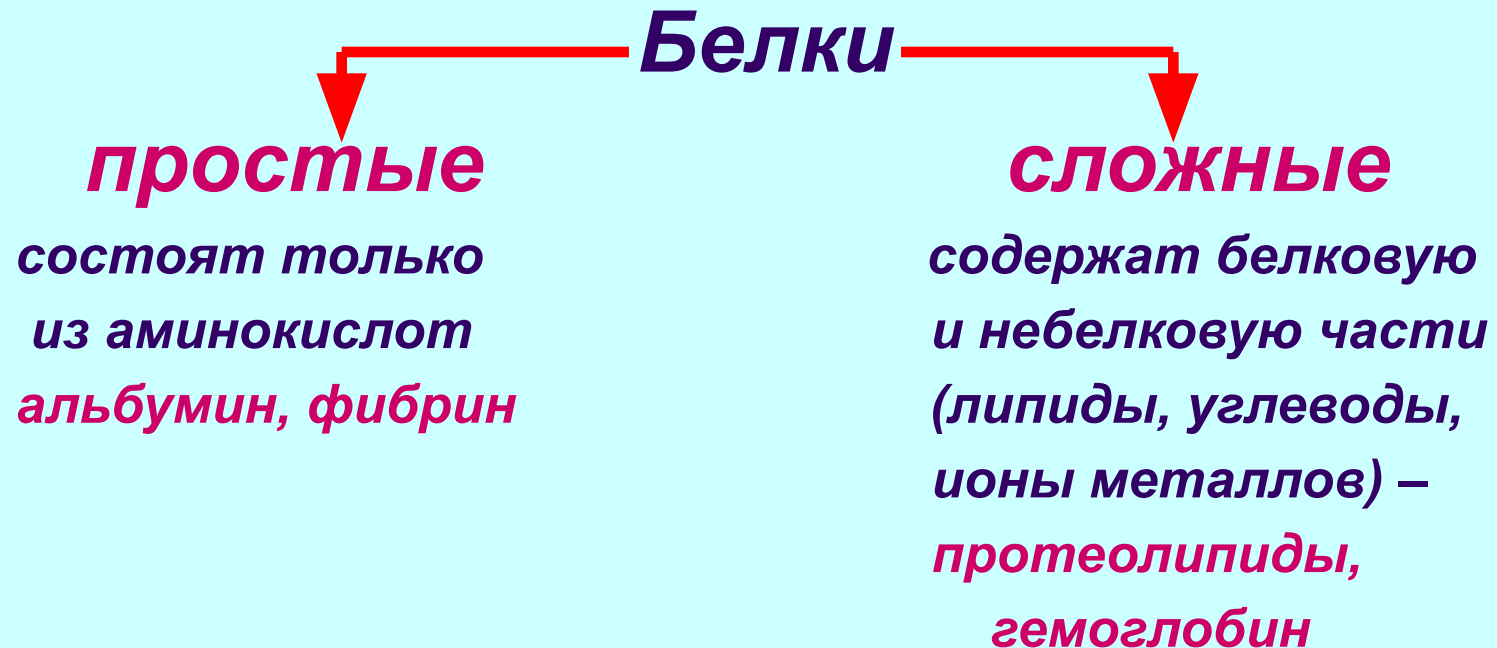 Белки
простые
состоят только
из аминокислот
альбумин, фибрин
сложные
содержат белковую
и небелковую части
(липиды, углеводы,
ионы металлов) –
протеолипиды,
гемоглобин